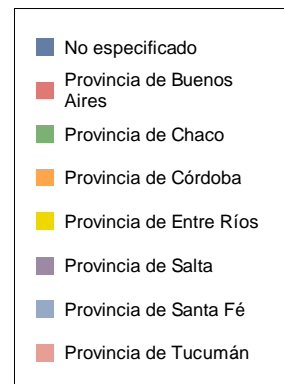 No especificado
Provincia de Buenos
Aires
Provincia de Chaco
Provincia de Córdoba
Provincia de Entre Ríos
Provincia de Salta
Provincia de Santa Fé
Provincia de Tucumán